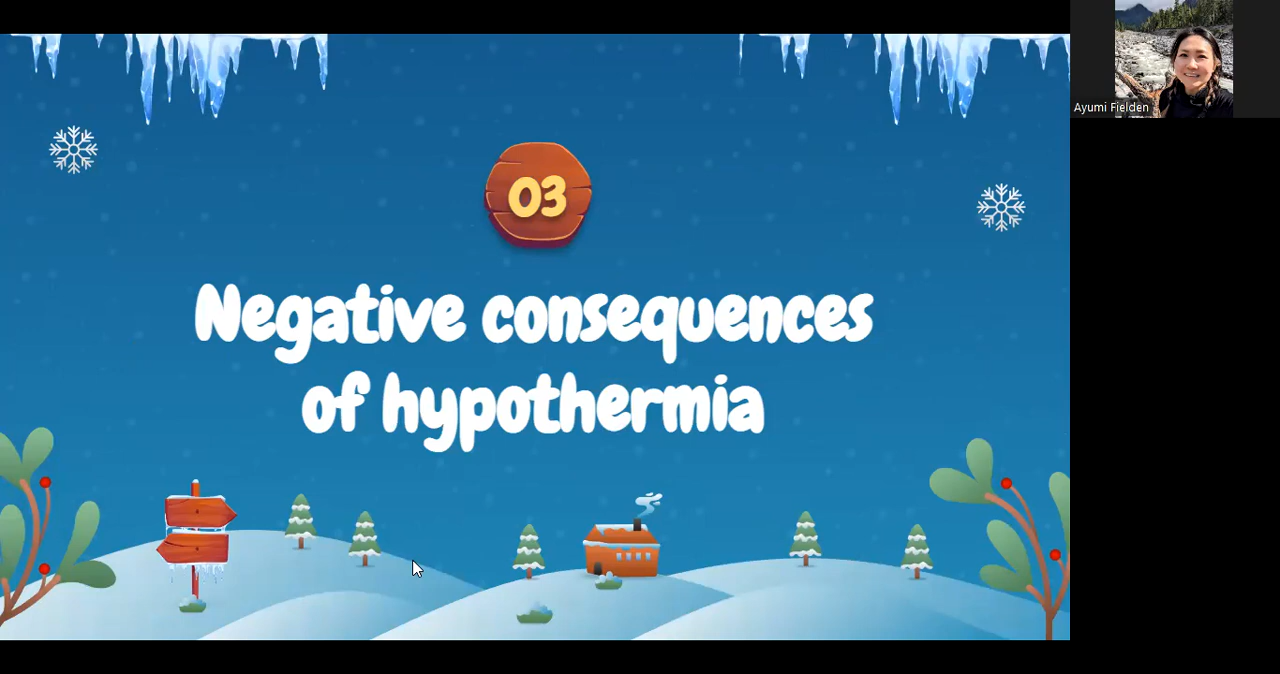 03
Negative consequences
of hypothermia
Ayumi Fielden